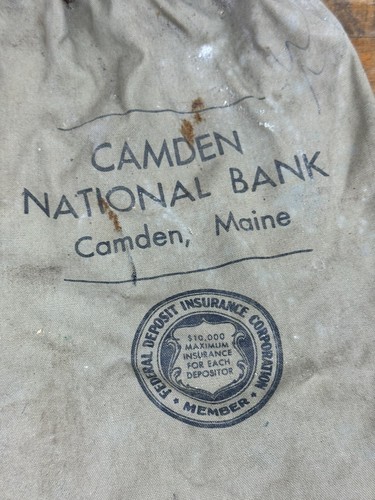 CAMDEN
NATIONAL BANK
Camden, Maine
FEDERAL DEPOSIT INSURANCE CORPORATION
$10,000
MAXIMUM
INSURANCE
FOR EACH
DEPOSITOR
• MEMBER •